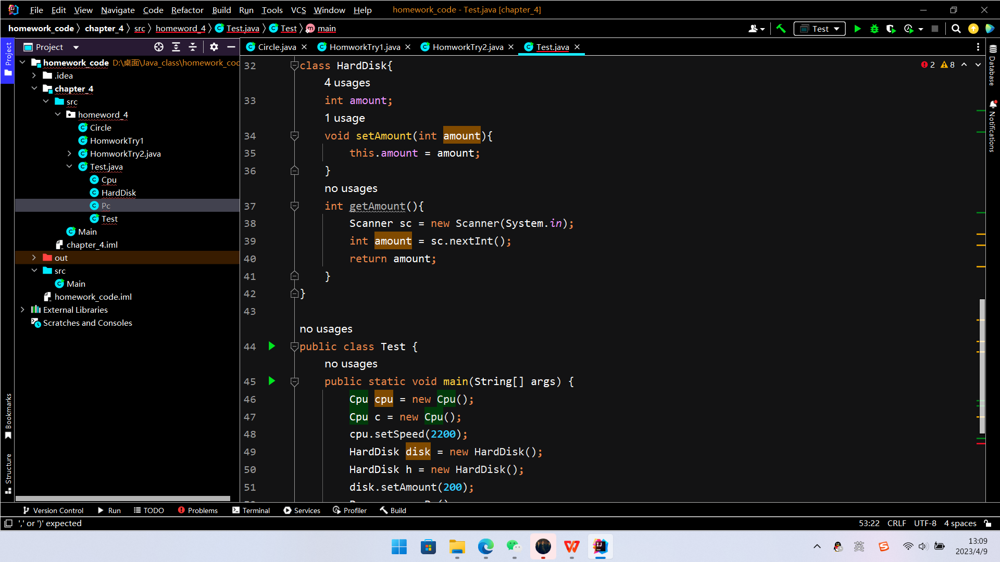 File Edit View Navigate Code Refactor Build Run Tools VCS Window Help homework_code - Test.java [chapter_4]
homework_code chapter_4 src homeword_4 Test.java Test main Test
Project
Circle.java HomworkTry1.java HomworkTry2.java Test.java
Project
homework_code D:\桌面\Java_class\homework_coc
.idea
chapter_4
src
homeword_4
Circle
HomworkTry1
HomworkTry2.java
Test.java
Cpu
HardDisk
Pc
Test
Main
chapter_4.iml
out
src
Main
homework_code.iml
External Libraries
Scratches and Consoles
Bookmarks
Structure
2 8
32 class HardDisk{
4 usages
33 int amount;
1 usage
34 void setAmount(int amount){
35 this.amount = amount;
36 }
no usages
37 int getAmount(){
38 Scanner sc = new Scanner(System.in);
39 int amount = sc.nextInt();
40 return amount;
41 }
42 }
43
no usages
44 public class Test {
no usages
45 public static void main(String[] args) {
46 Cpu cpu = new Cpu();
47 Cpu c = new Cpu();
48 cpu.setSpeed(2200);
49 HardDisk disk = new HardDisk();
50 HardDisk h = new HardDisk();
51 disk.setAmount(200);
Database
Notifications
Version Control Run TODO Problems Terminal Services Profiler Build
',' or ')' expected 53:22 CRLF UTF-8 4 spaces
英 13:09
2023/4/9